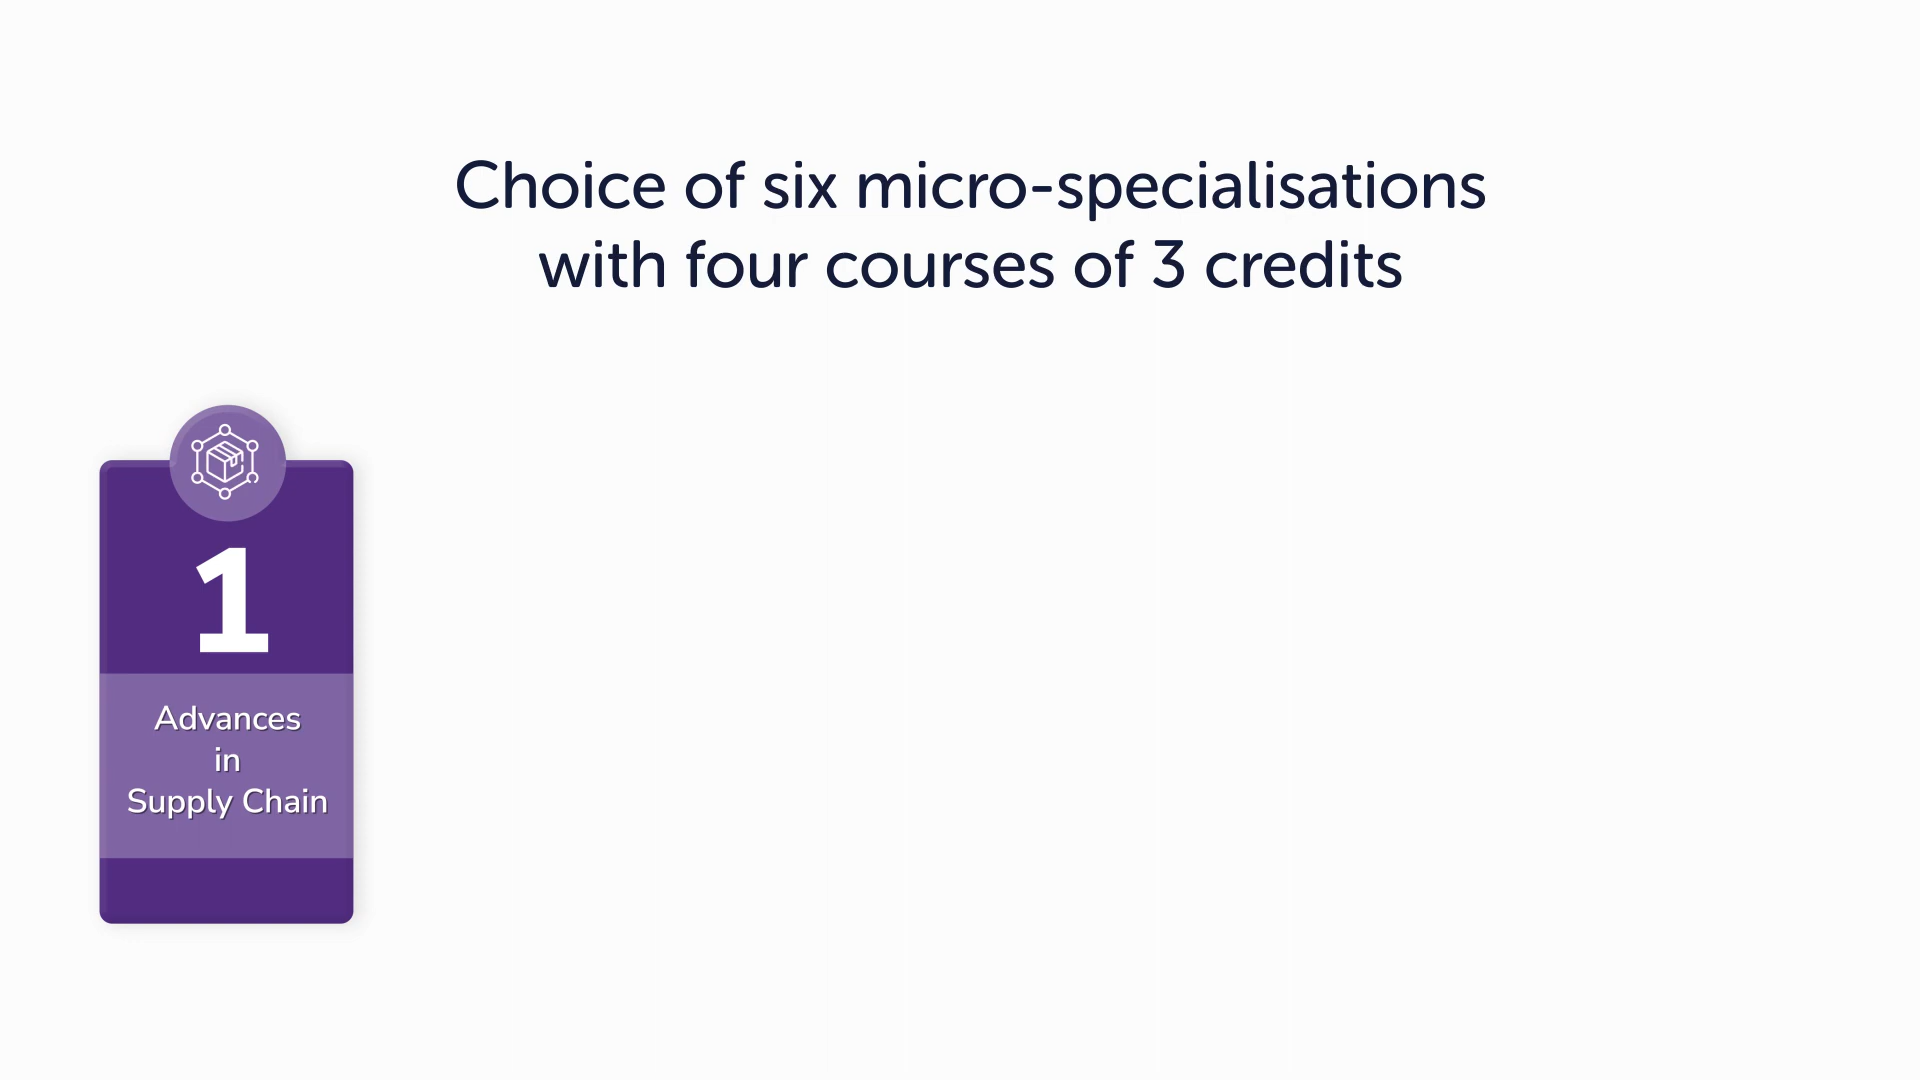 Choice of six micro-specialisations
with four courses of 3 credits
1
Advances
in
Supply Chain